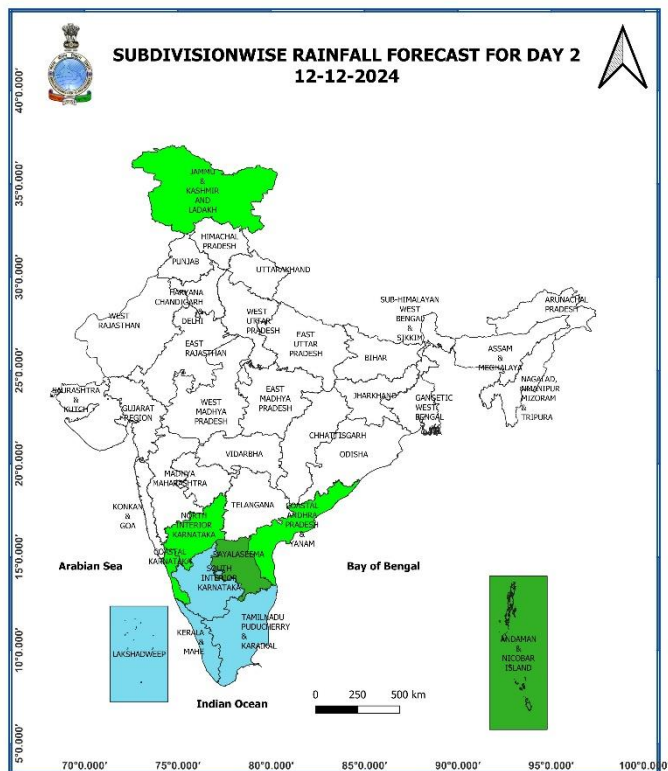 SUBDIVISIONWISE RAINFALL FORECAST FOR DAY 2
12-12-2024
40°0.000'
35°0.000'
30°0.000'
25°0.000'
20°0.000'
15°0.000'
10°0.000'
5°0.000'
JAMMU
&
KASHMIR
AND
LADAKH
HIMACHAL
PRADESH
PUNJAB
UTTARAKHAND
HARYANA
CHANDIGARH
&
DELHI
WEST
RAJASTHAN
WEST
UTTAR
PRADESH
EAST
RAJASTHAN
EAST
UTTAR
PRADESH
SUB-HIMALAYAN
WEST
BENGAL
&
SIKKIM
ARUNACHAL
PRADESH
BIHAR
ASSAM
&
MEGHALAYA
SAURASHTRA
&
KUTCH
GUJARAT
REGION
WEST
MADHYA
PRADESH
EAST
MADHYA
PRADESH
JHARKHAND
GANGETIC
WEST
BENGAL
MIZORAM
&
TRIPURA
CHHATTISGARH
VIDARBHA
ODISHA
MADHYA
MAHARASHTRA
KONKAN
&
GOA
NORTH
INTERIOR
KARNATAKA
TELANGANA
COASTAL
PRADESH
&
YANAM
COASTAL
KARNATAKA
RAYALASEEMA
SOUTH
INTERIOR
KARNATAKA
Arabian Sea
Bay of Bengal
LAKSHADWEEP
KERALA
&
MAHE
TAMILNADU
PUDUCHERRY
&
KARAIKAL
ANDAMAN
&
NICOBAR
ISLAND
Indian Ocean
0 250 500 km
70°0.000' 75°0.000' 80°0.000' 85°0.000' 90°0.000' 95°0.000' 100°0.000'